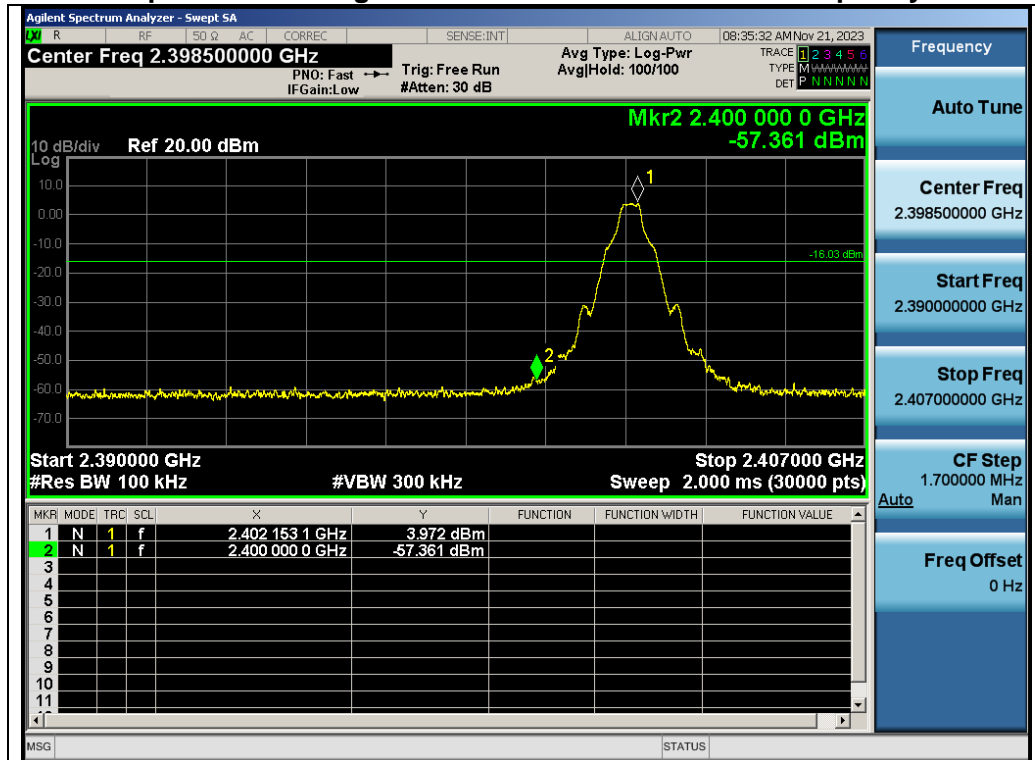 Agilent Spectrum Analyzer - Swept SA
LXI R RF 50 Ω AC CORREC SENSE:INT ALIGN AUTO 08:35:32 AM Nov 21, 2023
Center Freq 2.398500000 GHz
PNO: Fast
IFGain:Low
Trig: Free Run
#Atten: 30 dB
Avg Type: Log-Pwr
Avg|Hold: 100/100
TRACE 1 2 3 4 5 6
TYPE M
DET P N N N N N
Mkr2 2.400 000 0 GHz
-57.361 dBm
10 dB/div Ref 20.00 dBm
Log
10.0
0.00
-10.0
-20.0
-30.0
-40.0
-50.0
-60.0
-70.0
1
-16.03 dBm
2
Start 2.390000 GHz Stop 2.407000 GHz
#Res BW 100 kHz #VBW 300 kHz Sweep 2.000 ms (30000 pts)
MKR MODE TRC SCL X Y FUNCTION FUNCTION WIDTH FUNCTION VALUE
1 N 1 f 2.402 153 1 GHz 3.972 dBm
2 N 1 f 2.400 000 0 GHz -57.361 dBm
3
4
5
6
7
8
9
10
11
MSG STATUS
Frequency
Auto Tune
Center Freq
2.398500000 GHz
Start Freq
2.390000000 GHz
Stop Freq
2.407000000 GHz
CF Step
1.700000 MHz
Auto Man
Freq Offset
0 Hz